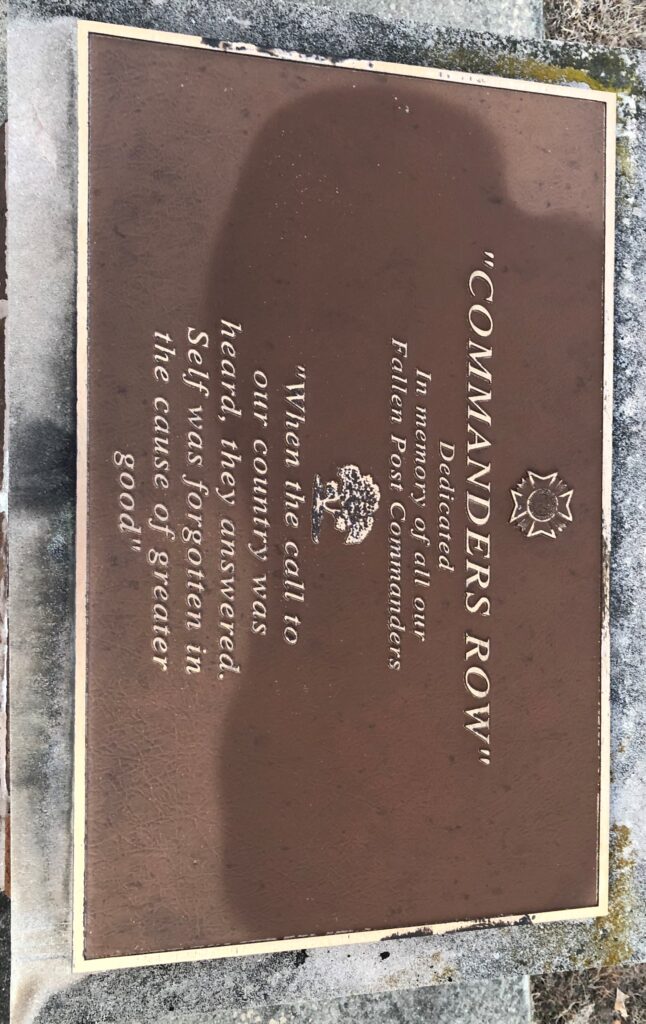 "COMMANDERS ROW"
Dedicated
In memory of all our
Fallen Post Commanders
"When the call to
our country was
heard, they answered.
Self was forgotten in
the cause of greater
good"